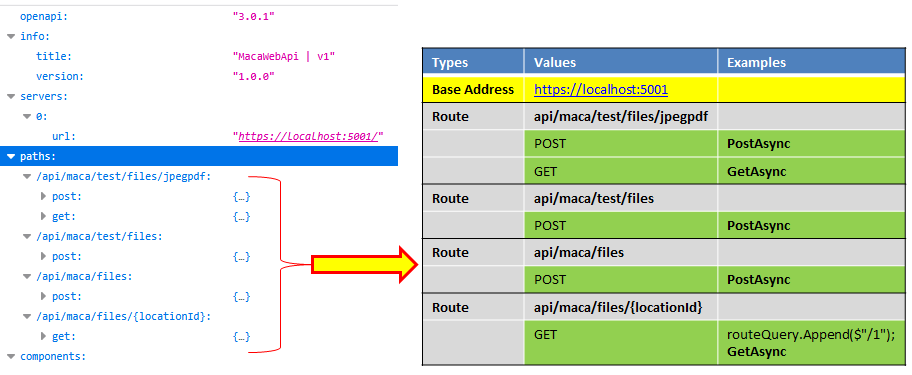 openapi: "3.0.1"
info:
title: "MacaWebApi | v1"
version: "1.0.0"
servers:
0:
url: "https://localhost:5001/"
paths:
/api/maca/test/files/jpegpdf:
post: {…}
get: {…}
/api/maca/test/files:
post: {…}
/api/maca/files:
post: {…}
/api/maca/files/{locationId}:
get: {…}
components:
Types Values Examples
Base Address https://localhost:5001
Route api/maca/test/files/jpegpdf
POST PostAsync
GET GetAsync
Route api/maca/test/files
POST PostAsync
Route api/maca/files
POST PostAsync
Route api/maca/files/{locationId}
GET routeQuery.Append($"/1");
GetAsync